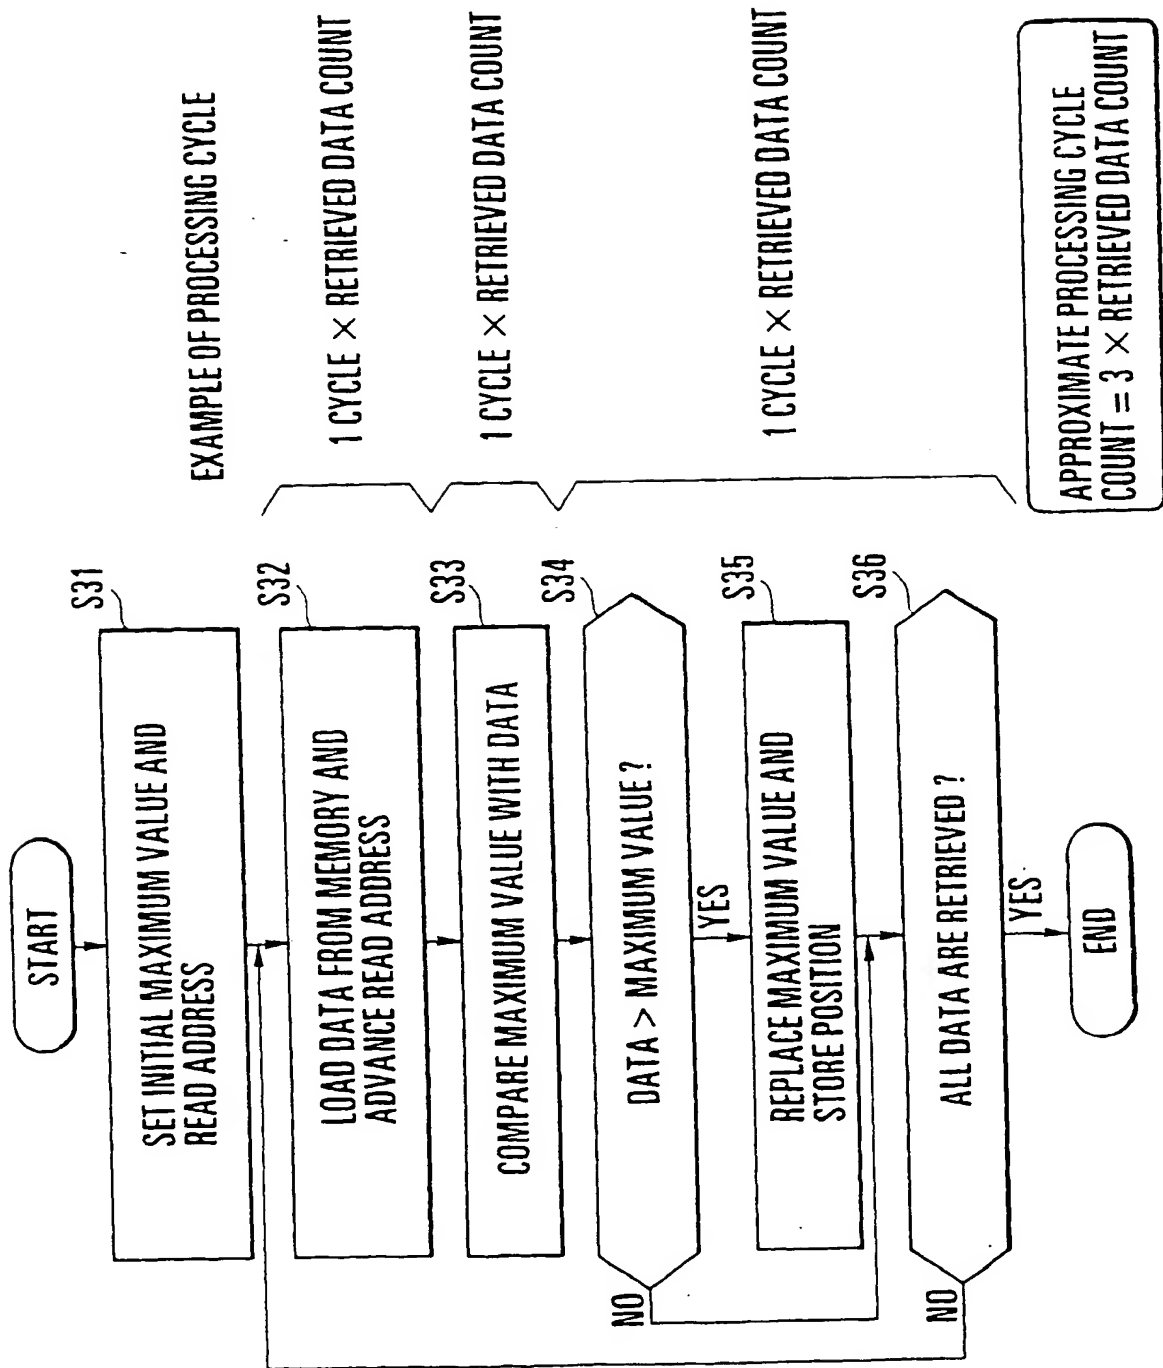 START
S31
SET INITIAL MAXIMUM VALUE AND
READ ADDRESS
EXAMPLE OF PROCESSING CYCLE
S32
LOAD DATA FROM MEMORY AND
ADVANCE READ ADDRESS
1 CYCLE × RETRIEVED DATA COUNT
S33
COMPARE MAXIMUM VALUE WITH DATA
1 CYCLE × RETRIEVED DATA COUNT
S34
DATA > MAXIMUM VALUE ?
NO
YES
S35
REPLACE MAXIMUM VALUE AND
STORE POSITION
1 CYCLE × RETRIEVED DATA COUNT
S36
ALL DATA ARE RETRIEVED ?
NO
YES
END
APPROXIMATE PROCESSING CYCLE
COUNT = 3 × RETRIEVED DATA COUNT